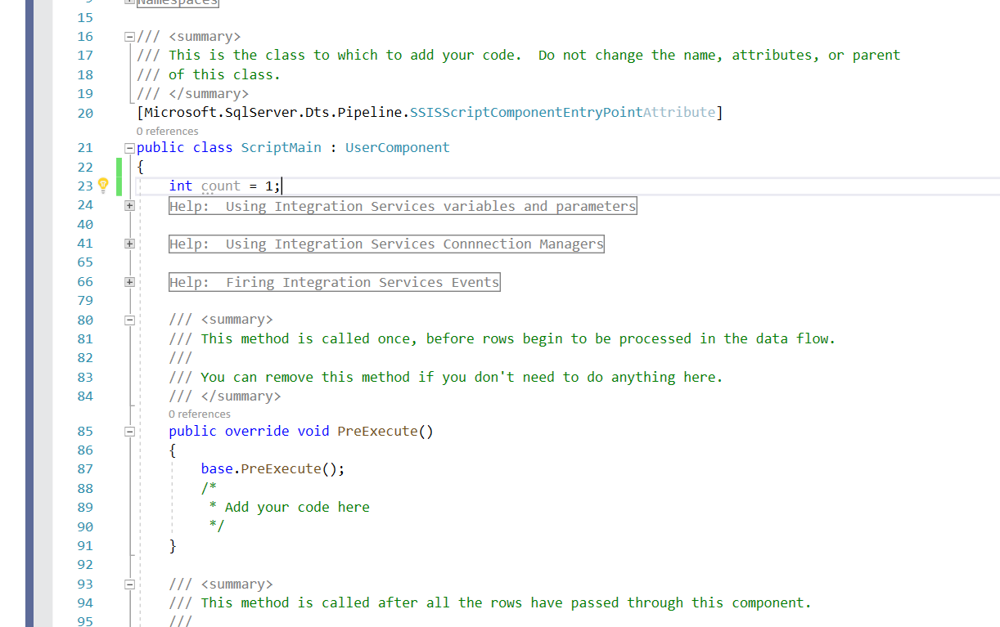 9 Namespaces
15
16 /// <summary>
17 /// This is the class to which to add your code.  Do not change the name, attributes, or parent
18 /// of this class.
19 /// </summary>
20 [Microsoft.SqlServer.Dts.Pipeline.SSISScriptComponentEntryPointAttribute]
0 references
21 public class ScriptMain : UserComponent
22 {
23 int count = 1;
24 Help:  Using Integration Services variables and parameters
40
41 Help:  Using Integration Services Connnection Managers
65
66 Help:  Firing Integration Services Events
79
80 /// <summary>
81 /// This method is called once, before rows begin to be processed in the data flow.
82 ///
83 /// You can remove this method if you don't need to do anything here.
84 /// </summary>
0 references
85 public override void PreExecute()
86 {
87 base.PreExecute();
88 /*
89 * Add your code here
90 */
91 }
92
93 /// <summary>
94 /// This method is called after all the rows have passed through this component.
95 ///